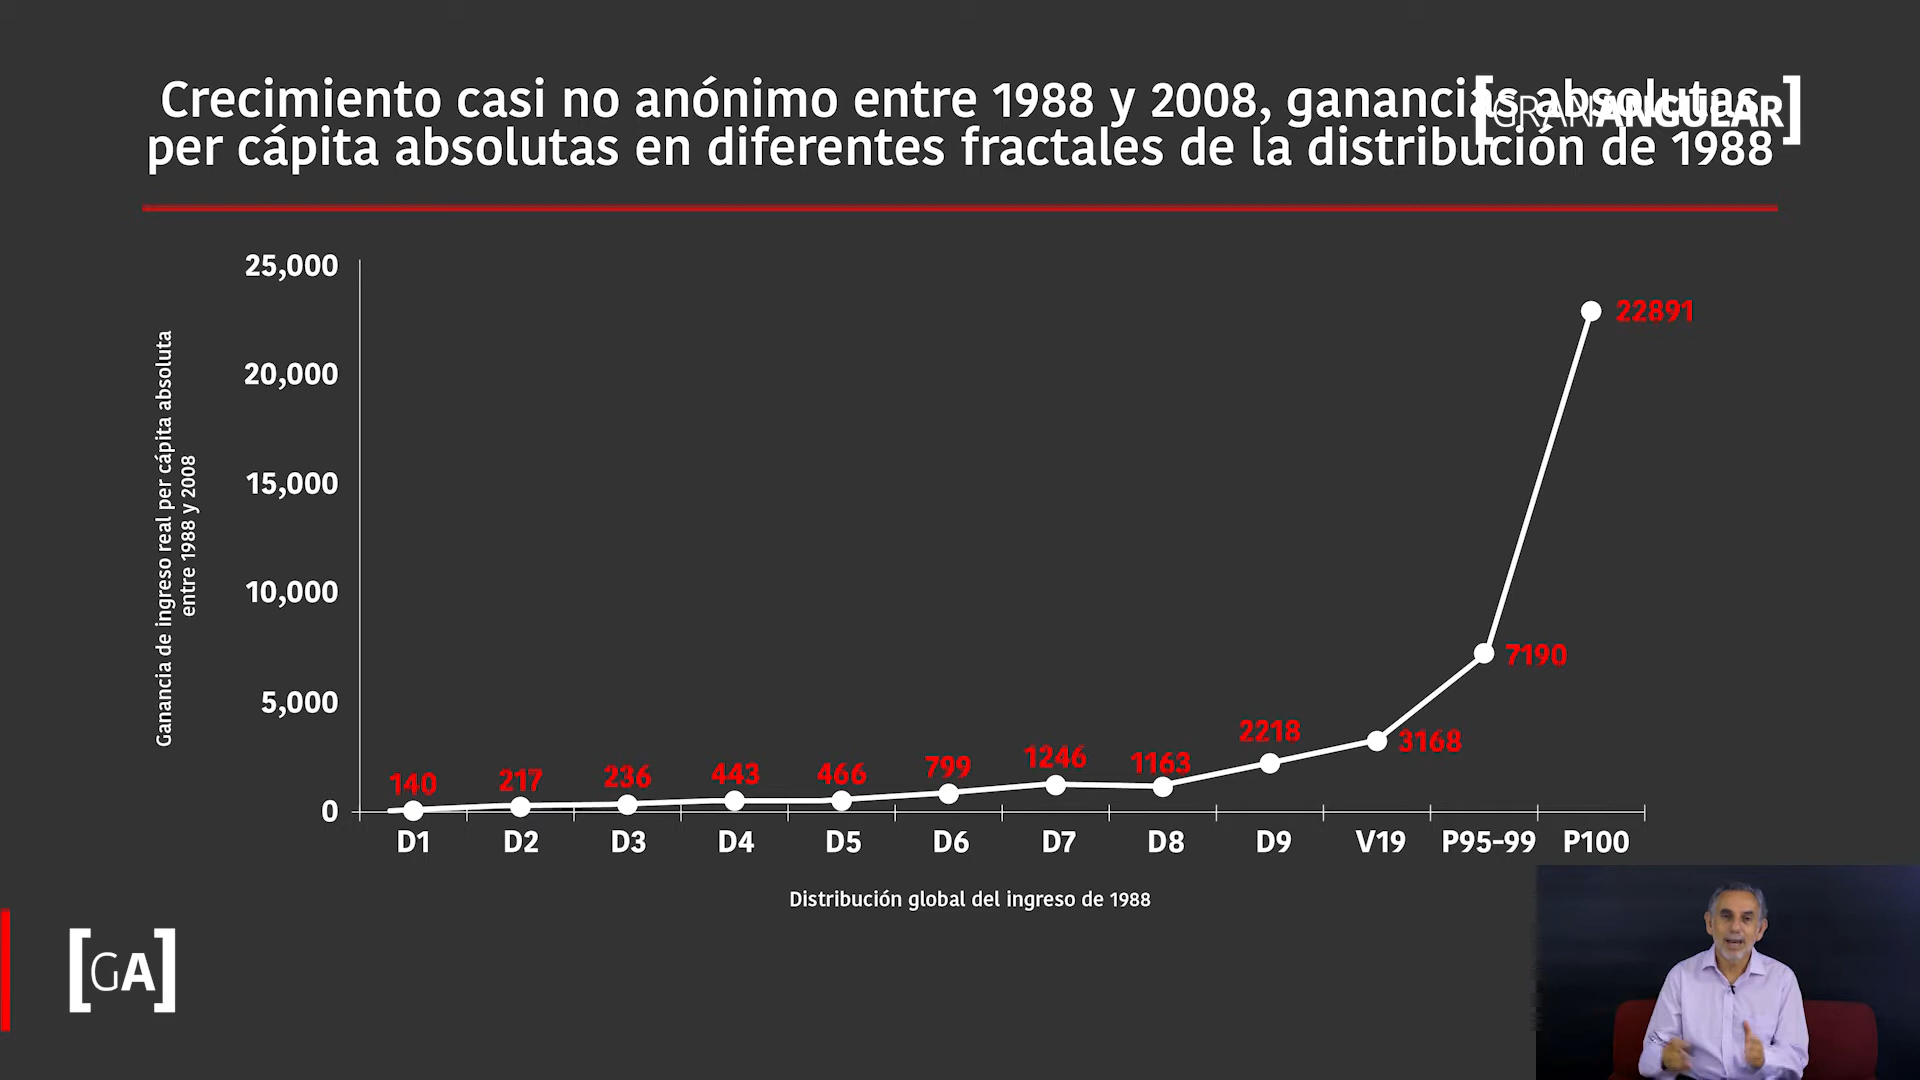 Crecimiento casi no anónimo entre 1988 y 2008, ganancias absolutas
per cápita absolutas en diferentes fractales de la distribución de 1988
[GRANANGULAR]
Ganancia de ingreso real per cápita absoluta
entre 1988 y 2008
25,000
20,000
15,000
10,000
5,000
0
140
217
236
443
466
799
1246
1163
2218
3168
7190
22891
D1 D2 D3 D4 D5 D6 D7 D8 D9 V19 P95-99 P100
Distribución global del ingreso de 1988
[GA]